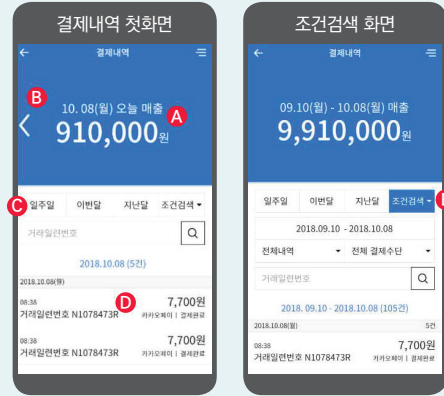 결제내역 첫화면
결제내역
B
10. 08(월) 오늘 매출
A
910,000원
C
일주일 이번달 지난달 조건검색
거래일련번호
2018.10.08 (5건)
2018.10.08(월)
D
08:38 7,700원
거래일련번호 N1078473R 카카오페이 | 결제완료
7,700원
08:38
거래일련번호 N1078473R 카카오페이 | 결제완료
조건검색 화면
결제내역
09.10(월) - 10.08(월) 매출
9,910,000원
일주일 이번달 지난달 조건검색
2018.09.10 - 2018.10.08
전체내역 전체 결제수단
거래일련번호
2018. 09.10 - 2018.10.08 (105건)
2018.10.08(월) 5건
08:38 7,700원
거래일련번호 N1078473R 카카오페이 | 결제완료